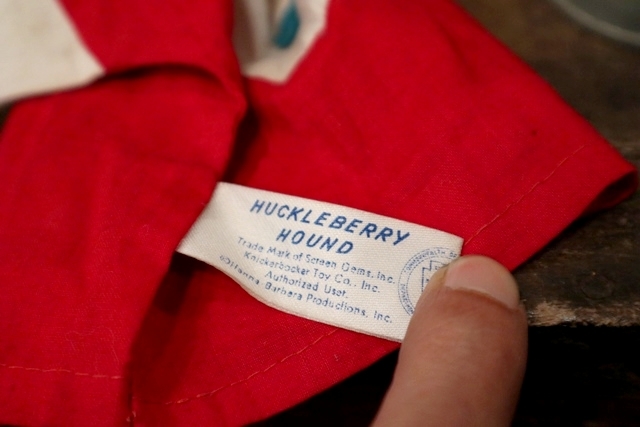 HUCKLEBERRY
HOUND
Trade Mark of Screen Gems, Inc.
Knickerbocker Toy Co., Inc.
Authorized User.
©Hanna Barbera Productions, Inc.